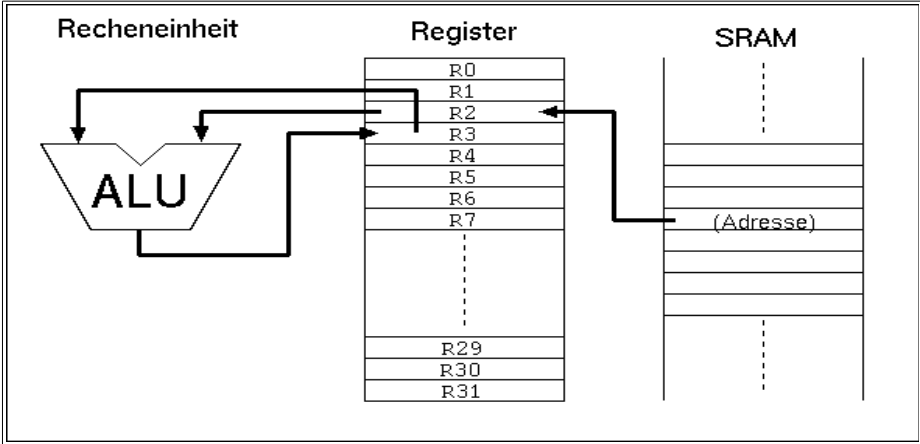 Recheneinheit
Register
SRAM
R0
R1
R2
R3
R4
R5
R6
R7
R29
R30
R31
ALU
(Adresse)